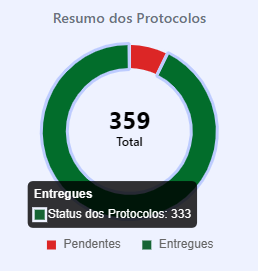 Resumo dos Protocolos
359
Total
Entregues
Status dos Protocolos: 333
Pendentes
Entregues